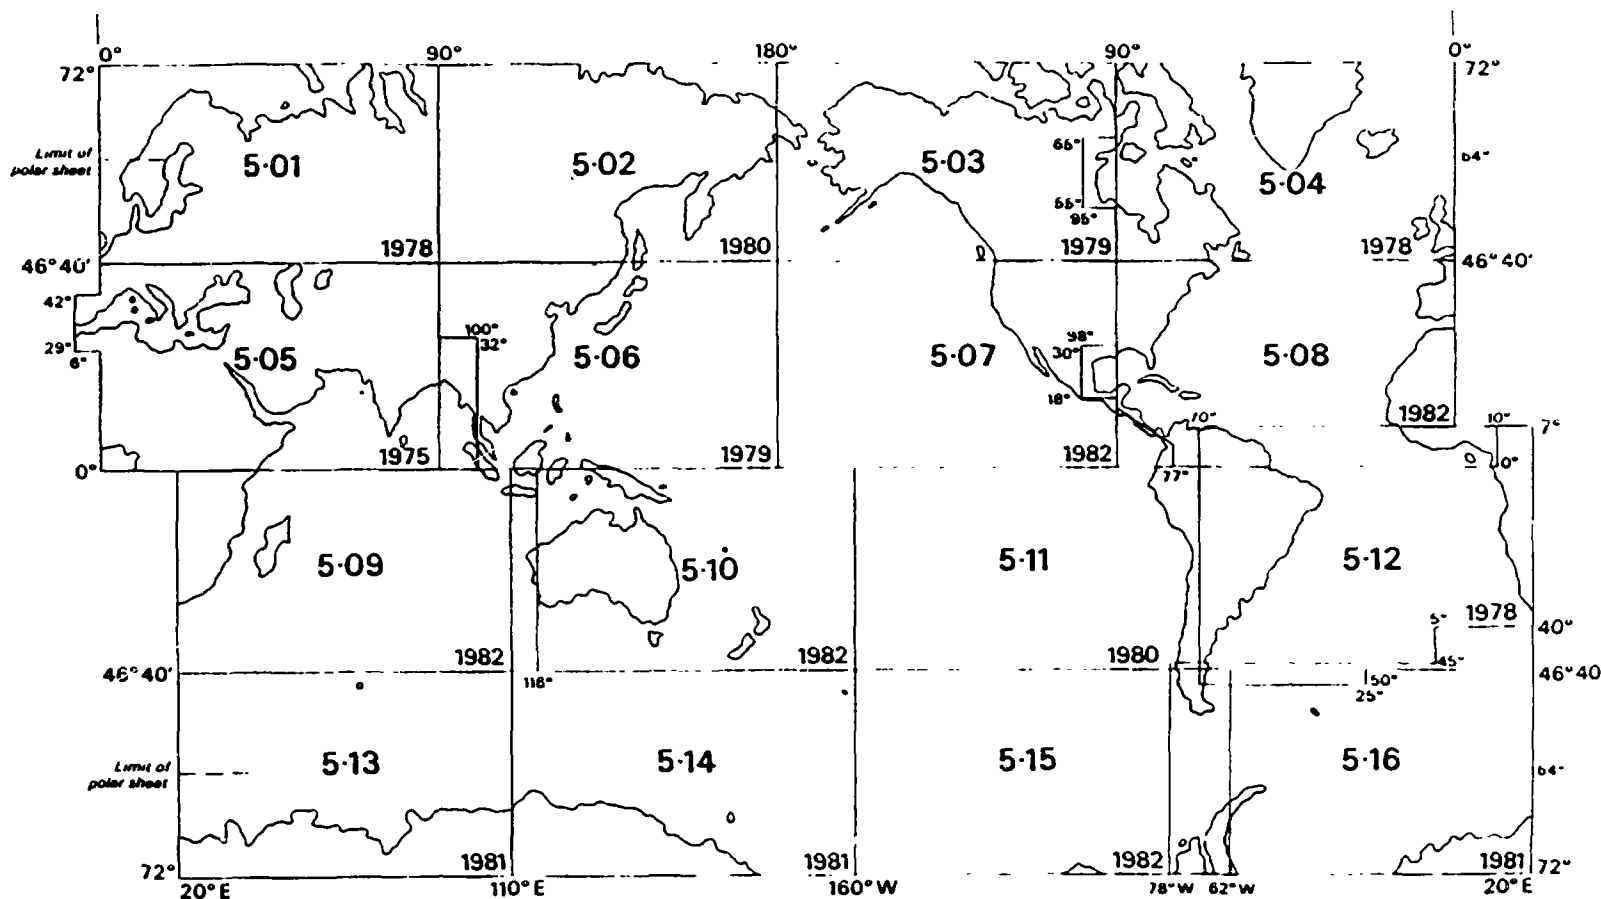 0° 90° 180° 90° 0°
72° 72°
Limit of
polar sheet
5·01 5·02 5·03 65° 5·04 64°
55°
95°
1978 1980 1979 1978
46°40' 46°40'
42°
29°
6°
5·05 100° 32° 5·06 5·07 98° 30° 5·08
18°
1975 1979 1982 70° 1982 10° 7°
0° 77° 0°
5·09 5·10 5·11 5·12
1978
5° 40°
1982 1982 1980 45°
46°40' 116° 50° 46°40
25°
5·13 5·14 5·15 5·16
Limit of
polar sheet
64°
1981 1981 1982 1981
72° 72°
20°E 110°E 160°W 78°W 62°W 20°E